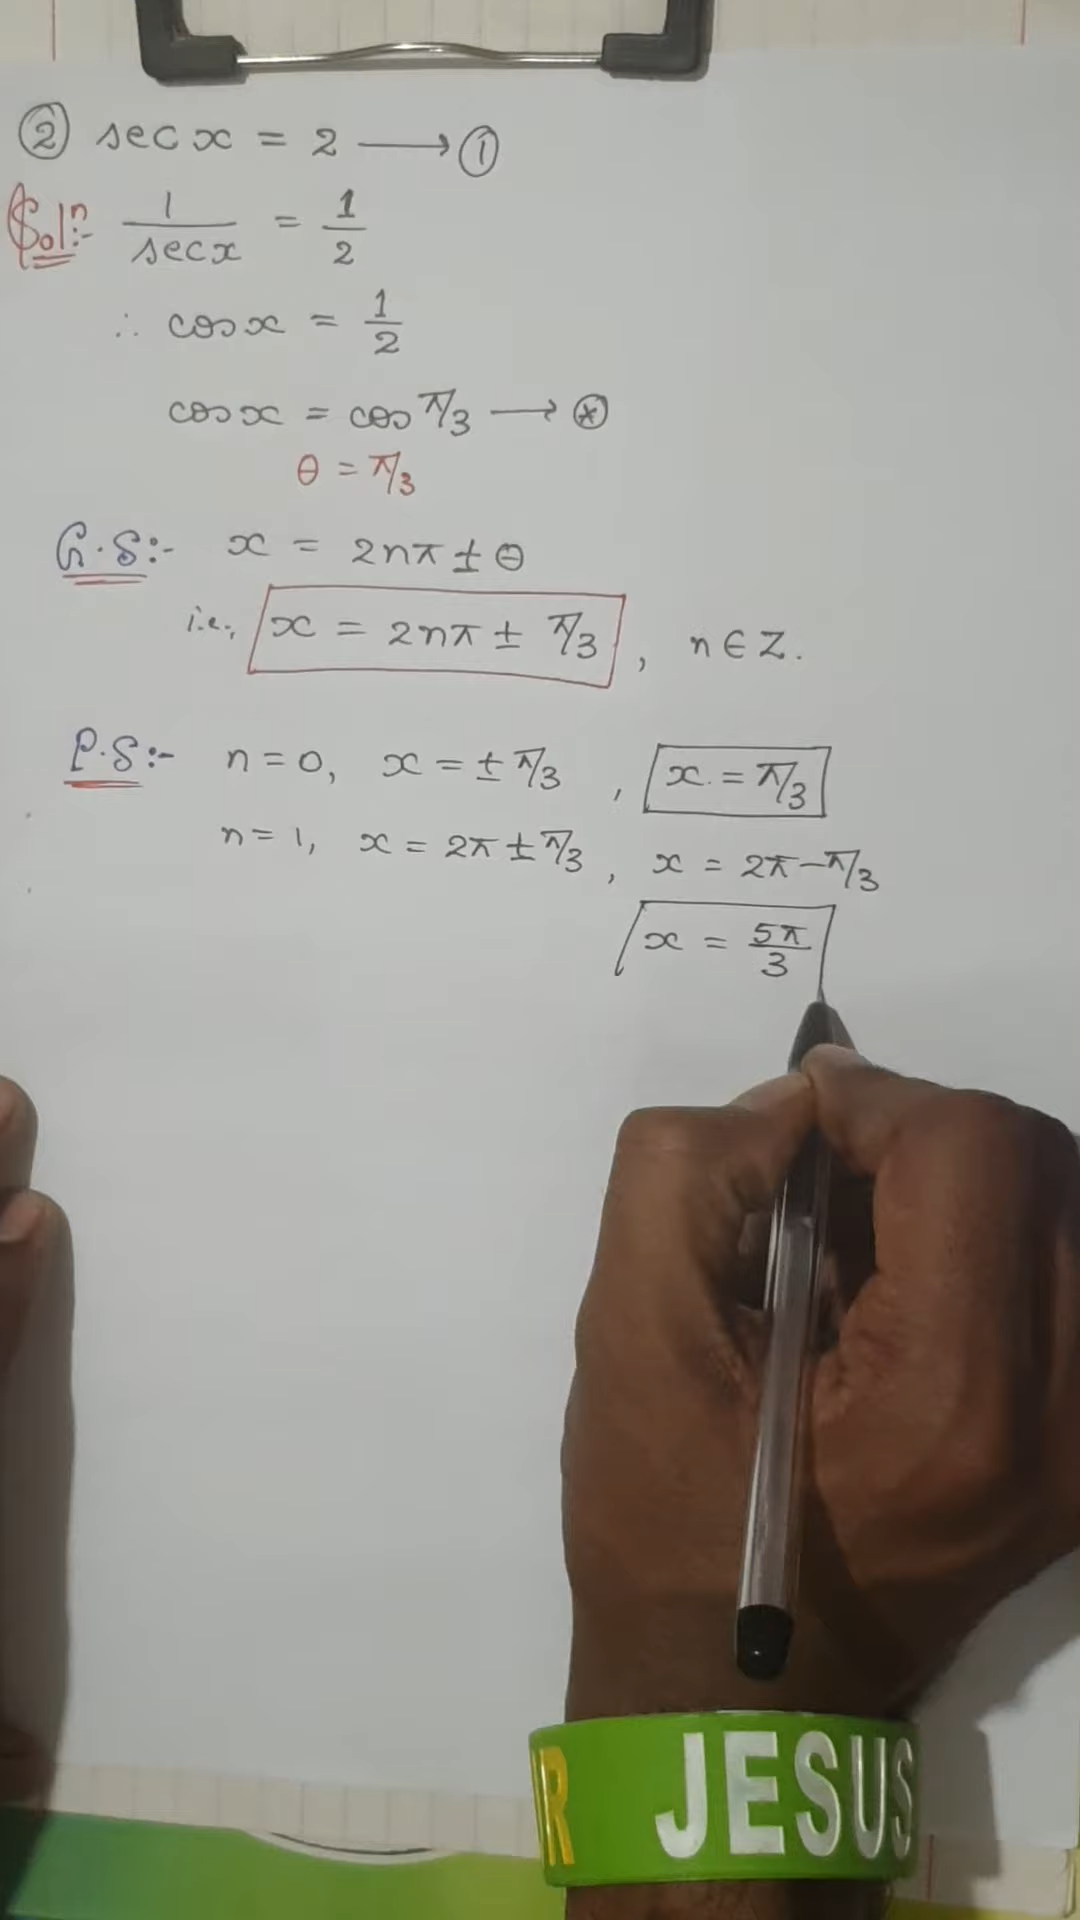 ② sec x = 2 ⟶ ①
Solⁿ:- 1/sec x = 1/2
∴ cos x = 1/2
cos x = cos π/3 ⟶ ⊛
θ = π/3
G.S:- x = 2nπ ± θ
i.e., x = 2nπ ± π/3, n ∈ Z.
P.S:- n = 0, x = ± π/3, x = π/3
n = 1, x = 2π ± π/3, x = 2π − π/3
x = 5π/3
R JESUS